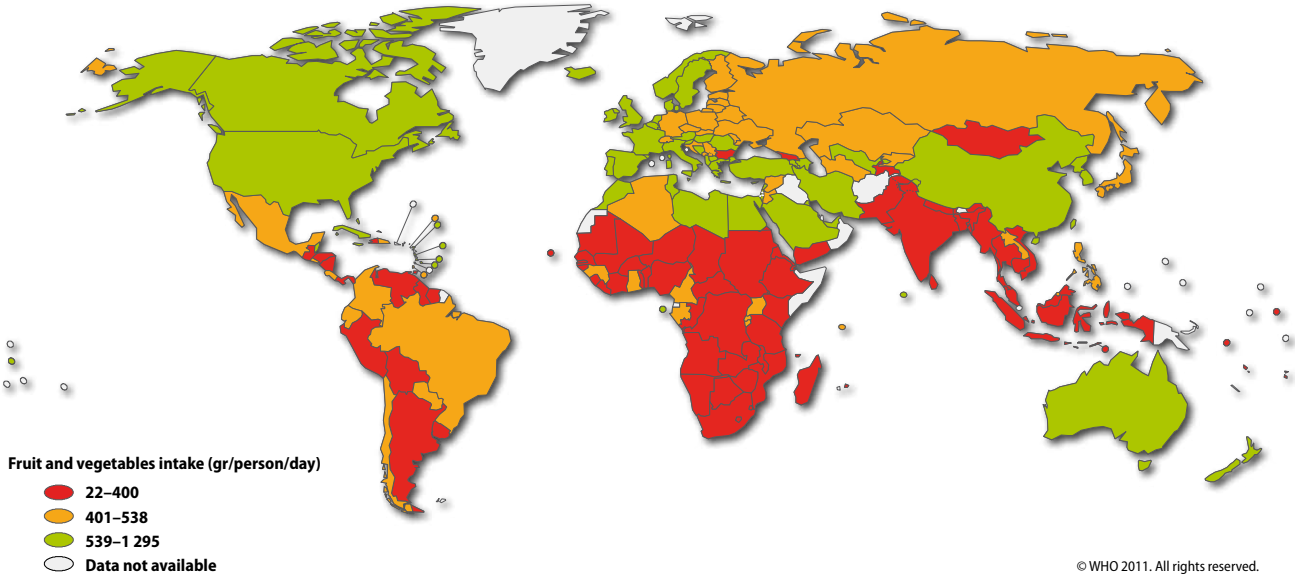 Fruit and vegetables intake (gr/person/day)
22–400
401–538
539–1 295
Data not available
© WHO 2011. All rights reserved.